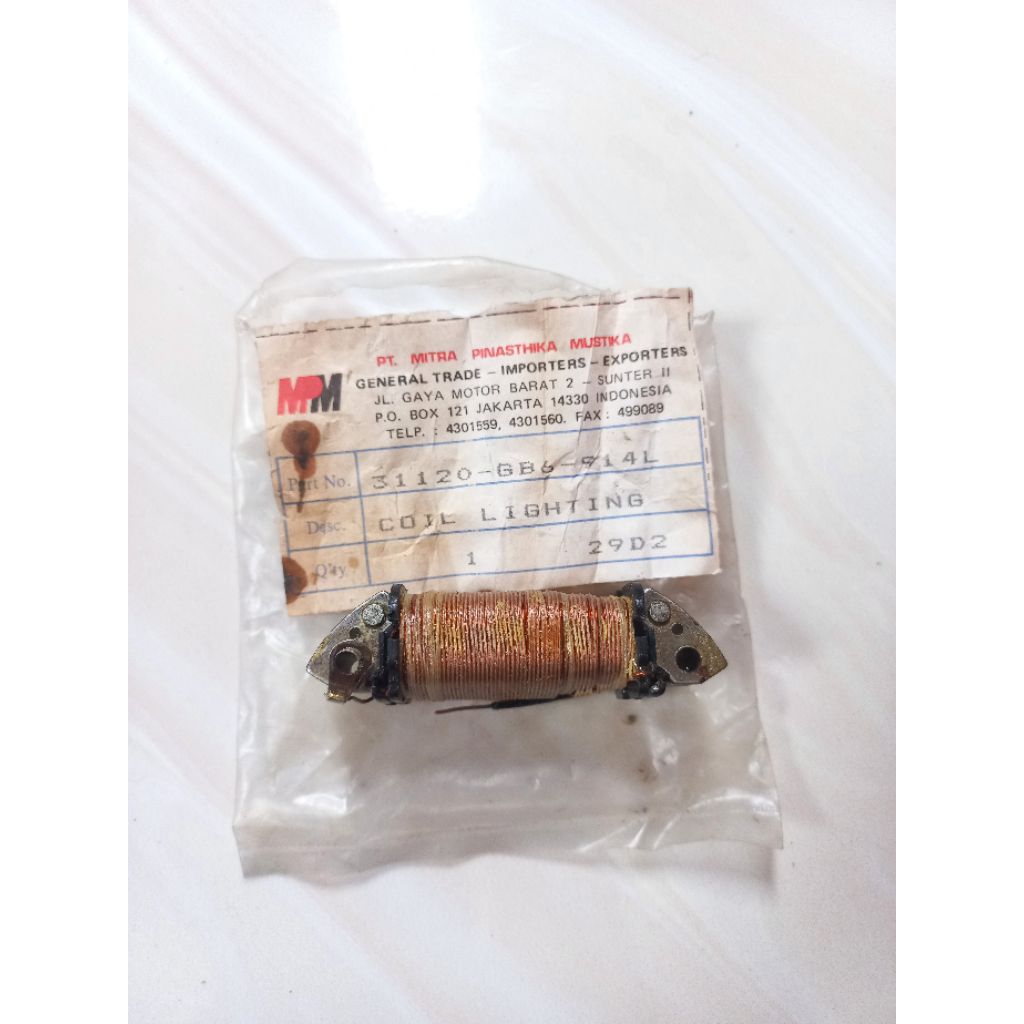 PT. MITRA PINASTHIKA MUSTIKA
MPM
GENERAL TRADE - IMPORTERS - EXPORTERS
JL. GAYA MOTOR BARAT 2 - SUNTER II
P.O. BOX 121 JAKARTA 14330 INDONESIA
TELP. : 4301559, 4301560. FAX : 499089
Part No. 31120-GB6-914L
Desc. COIL LIGHTING
Q'ty 1 29D2